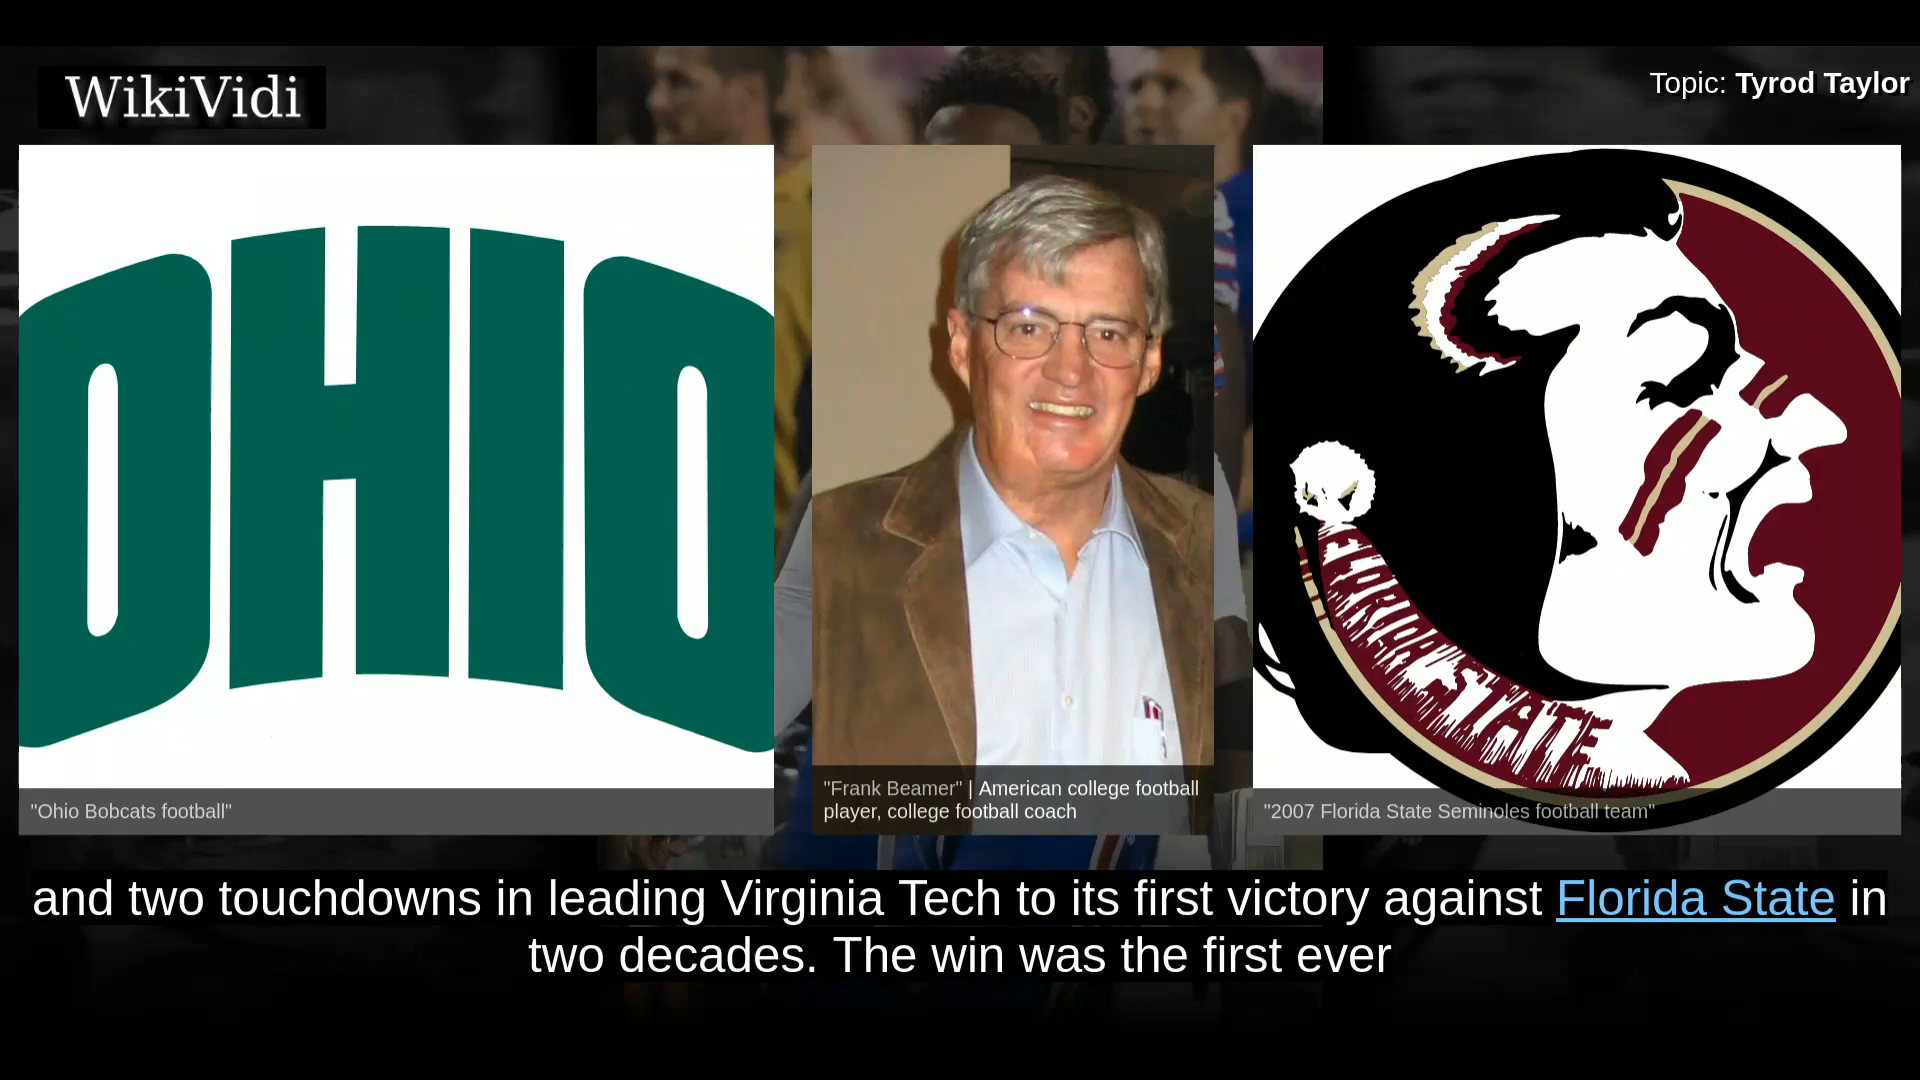 WikiVidi
Topic: Tyrod Taylor
OHIO
FLORIDA STATE
"Ohio Bobcats football"
"Frank Beamer" | American college football
player, college football coach
"2007 Florida State Seminoles football team"
and two touchdowns in leading Virginia Tech to its first victory against Florida State in
two decades. The win was the first ever